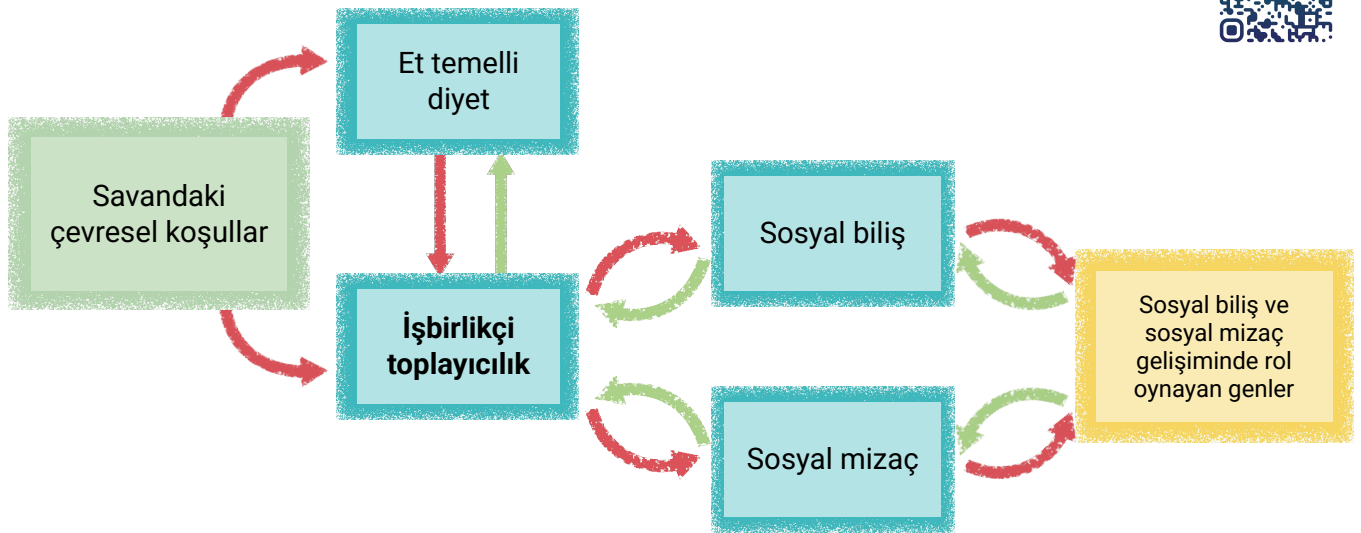 Et temelli
diyet
Savandaki
çevresel koşullar
Sosyal biliş
İşbirlikçi
toplayıcılık
Sosyal biliş ve
sosyal mizaç
gelişiminde rol
oynayan genler
Sosyal mizaç